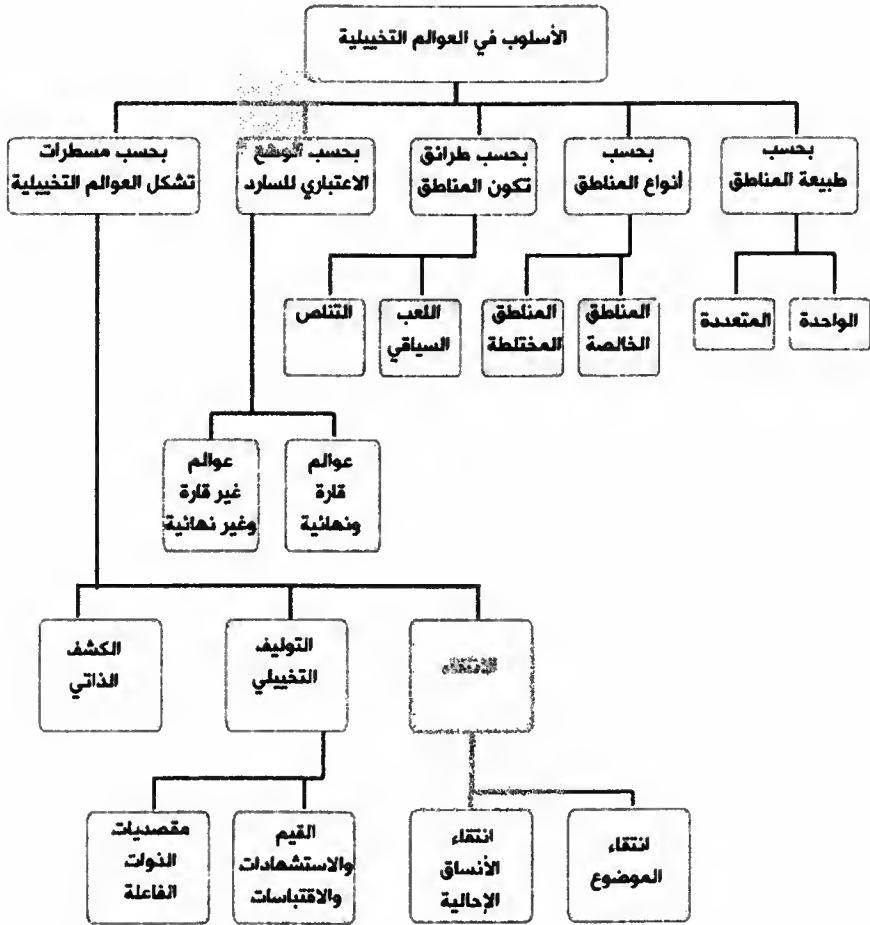 الأسلوب في العوالم التخييلية
بحسب
طبيعة المناطق
بحسب
أنواع المناطق
بحسب طرائق
تكون المناطق
بحسب الوضع
الاعتباري للسارد
بحسب مسطرات
تشكل العوالم التخييلية
الواحدة
المتعددة
المناطق
الخالصة
المناطق
المختلطة
اللعب
السياقي
التناص
عوالم
قارة
ونهائية
عوالم
غير قارة
وغير نهائية
التوليف
التخييلي
الكشف
الذاتي
انتقاء
الموضوع
انتقاء
الأنساق
الإحالية
القيم
والاستشهادات
والاقتباسات
مقصديات
الذوات
الفاعلة